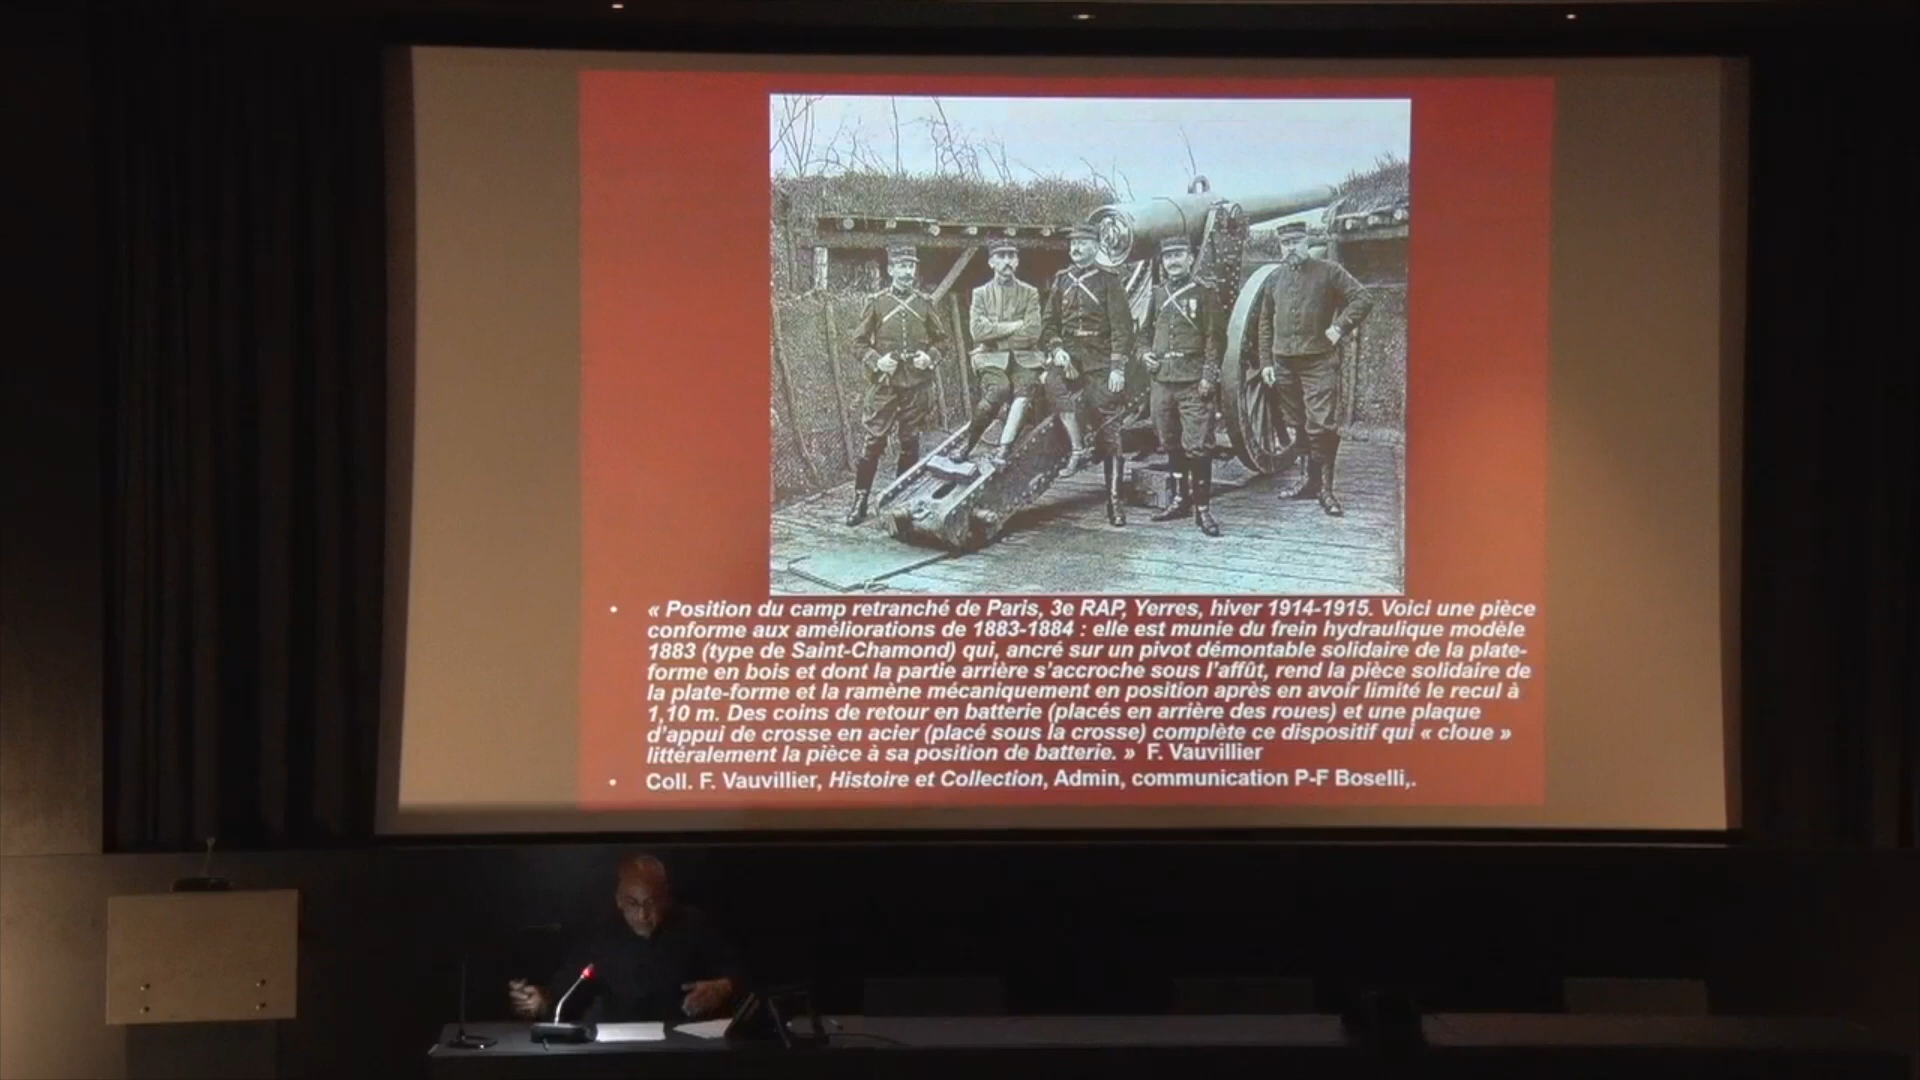 • « Position du camp retranché de Paris, 3e RAP, Yerres, hiver 1914-1915. Voici une pièce
conforme aux améliorations de 1883-1884 : elle est munie du frein hydraulique modèle
1883 (type de Saint-Chamond) qui, ancré sur un pivot démontable solidaire de la plate-
forme en bois et dont la partie arrière s'accroche sous l'affût, rend la pièce solidaire de
la plate-forme et la ramène mécaniquement en position après en avoir limité le recul à
1,10 m. Des coins de retour en batterie (placés en arrière des roues) et une plaque
d'appui de crosse en acier (placé sous la crosse) complète ce dispositif qui « cloue »
littéralement la pièce à sa position de batterie. » F. Vauvillier
• Coll. F. Vauvillier, Histoire et Collection, Admin, communication P-F Boselli,.